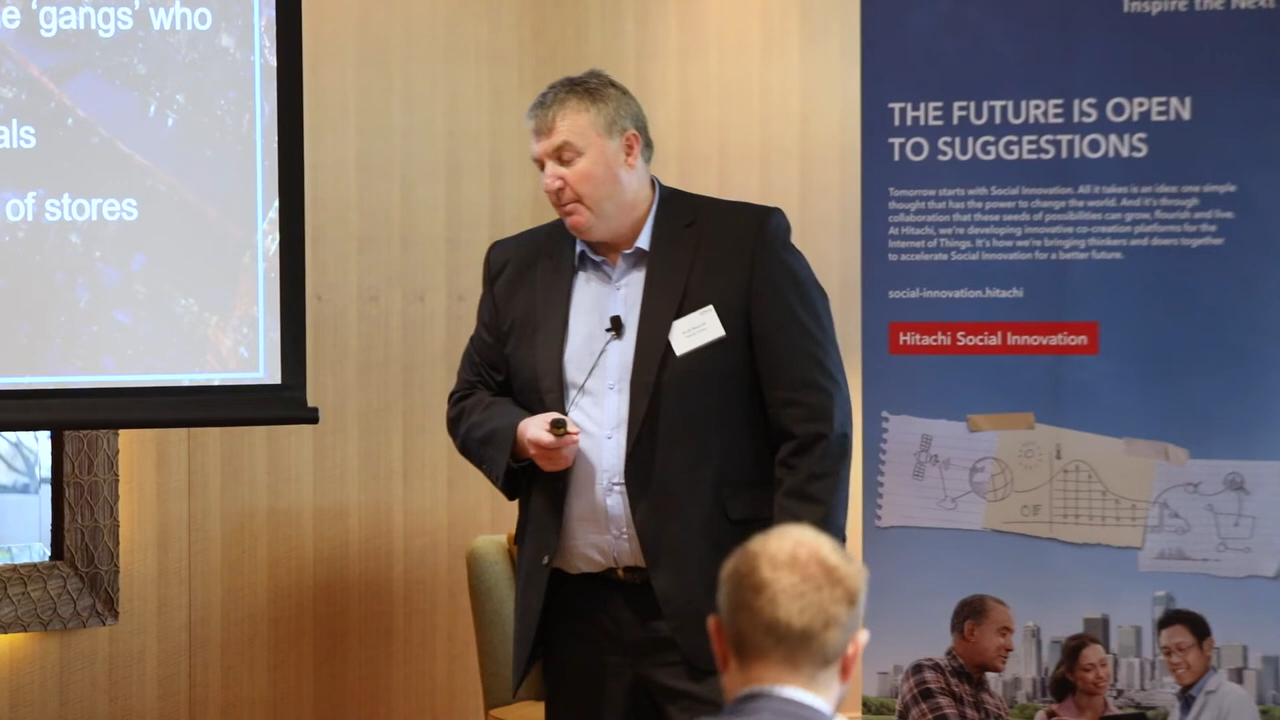 e ‘gangs’ who
als
of stores
Inspire the Next
THE FUTURE IS OPEN
TO SUGGESTIONS
Tomorrow starts with Social Innovation. All it takes is an idea: one simple
thought that has the power to change the world. And it's through
collaboration that these seeds of possibilities can grow, flourish and live.
At Hitachi, we're developing innovative co-creation platforms for the
Internet of Things. It's how we're bringing thinkers and doers together
to accelerate Social Innovation for a better future.
social-innovation.hitachi
Hitachi Social Innovation